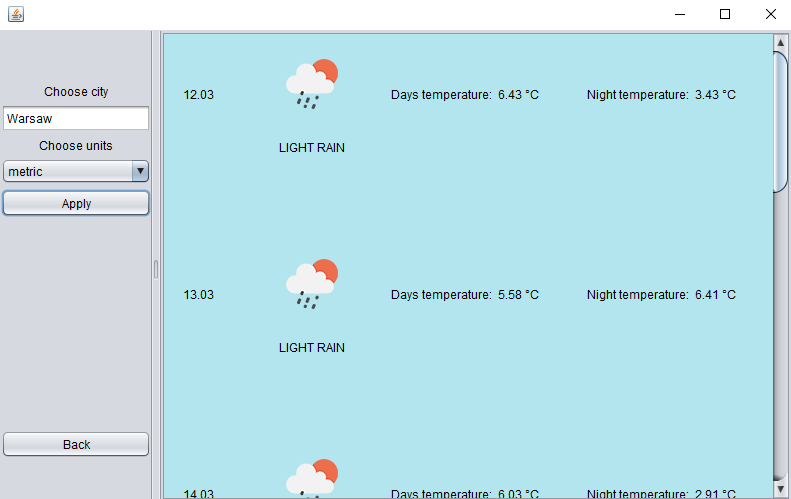 Choose city
Warsaw
Choose units
metric
Apply
Back
12.03 Days temperature: 6.43 °C Night temperature: 3.43 °C
LIGHT RAIN
13.03 Days temperature: 5.58 °C Night temperature: 6.41 °C
LIGHT RAIN
14.03 Days temperature: 6.03 °C Night temperature: 2.91 °C